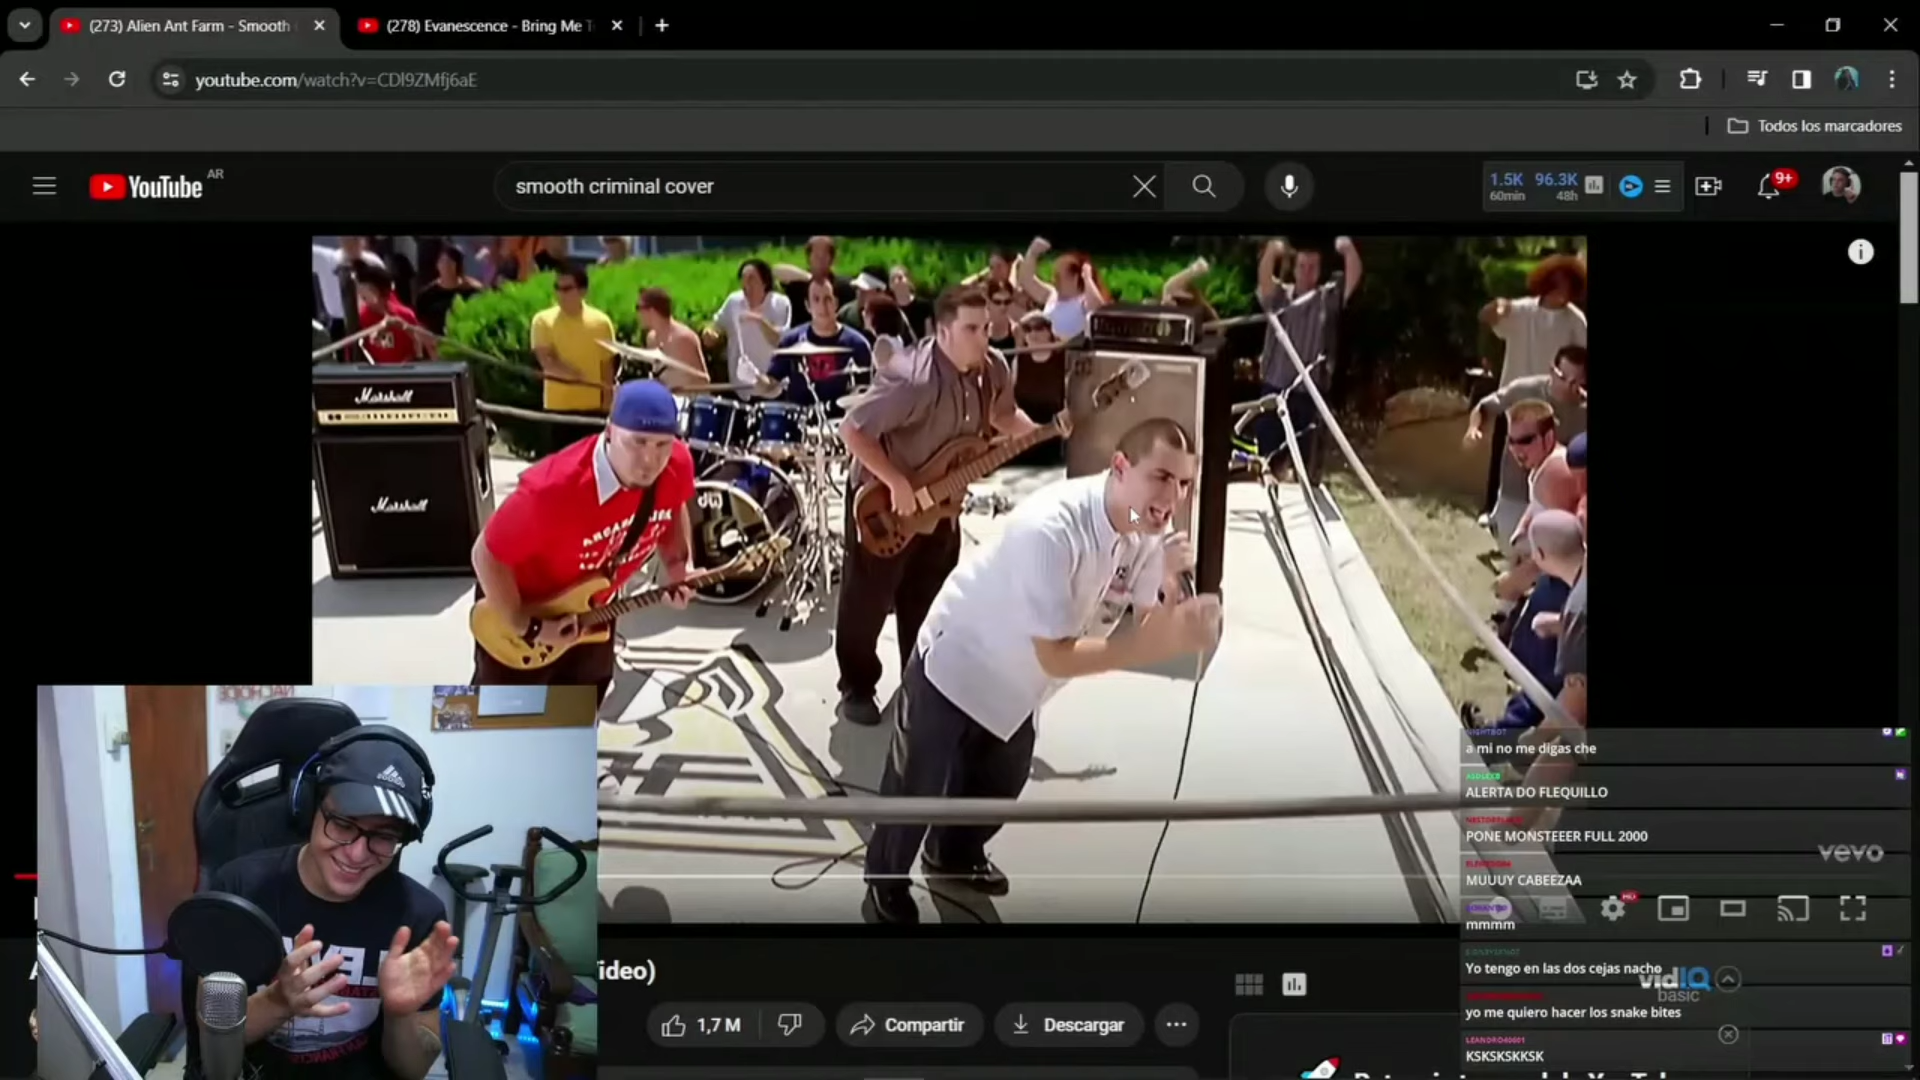 (273) Alien Ant Farm - Smooth
(278) Evanescence - Bring Me T
youtube.com/watch?v=CDl9ZMfj6aE
Todos los marcadores
YouTube AR
smooth criminal cover
1.5K 96.3K
60min 48h
9+
Marshall
Marshall
dw
a mi no me digas che
ALERTA DO FLEQUILLO
PONE MONSTEEER FULL 2000
vevo
MUUUY CABEEZAA
HD
mmmm
Yo tengo en las dos cejas nacho
ideo)
vidIQ
basic
yo me quiero hacer los snake bites
1,7 M
Compartir
Descargar
LEANDRO40601
KSKSKSKKSK